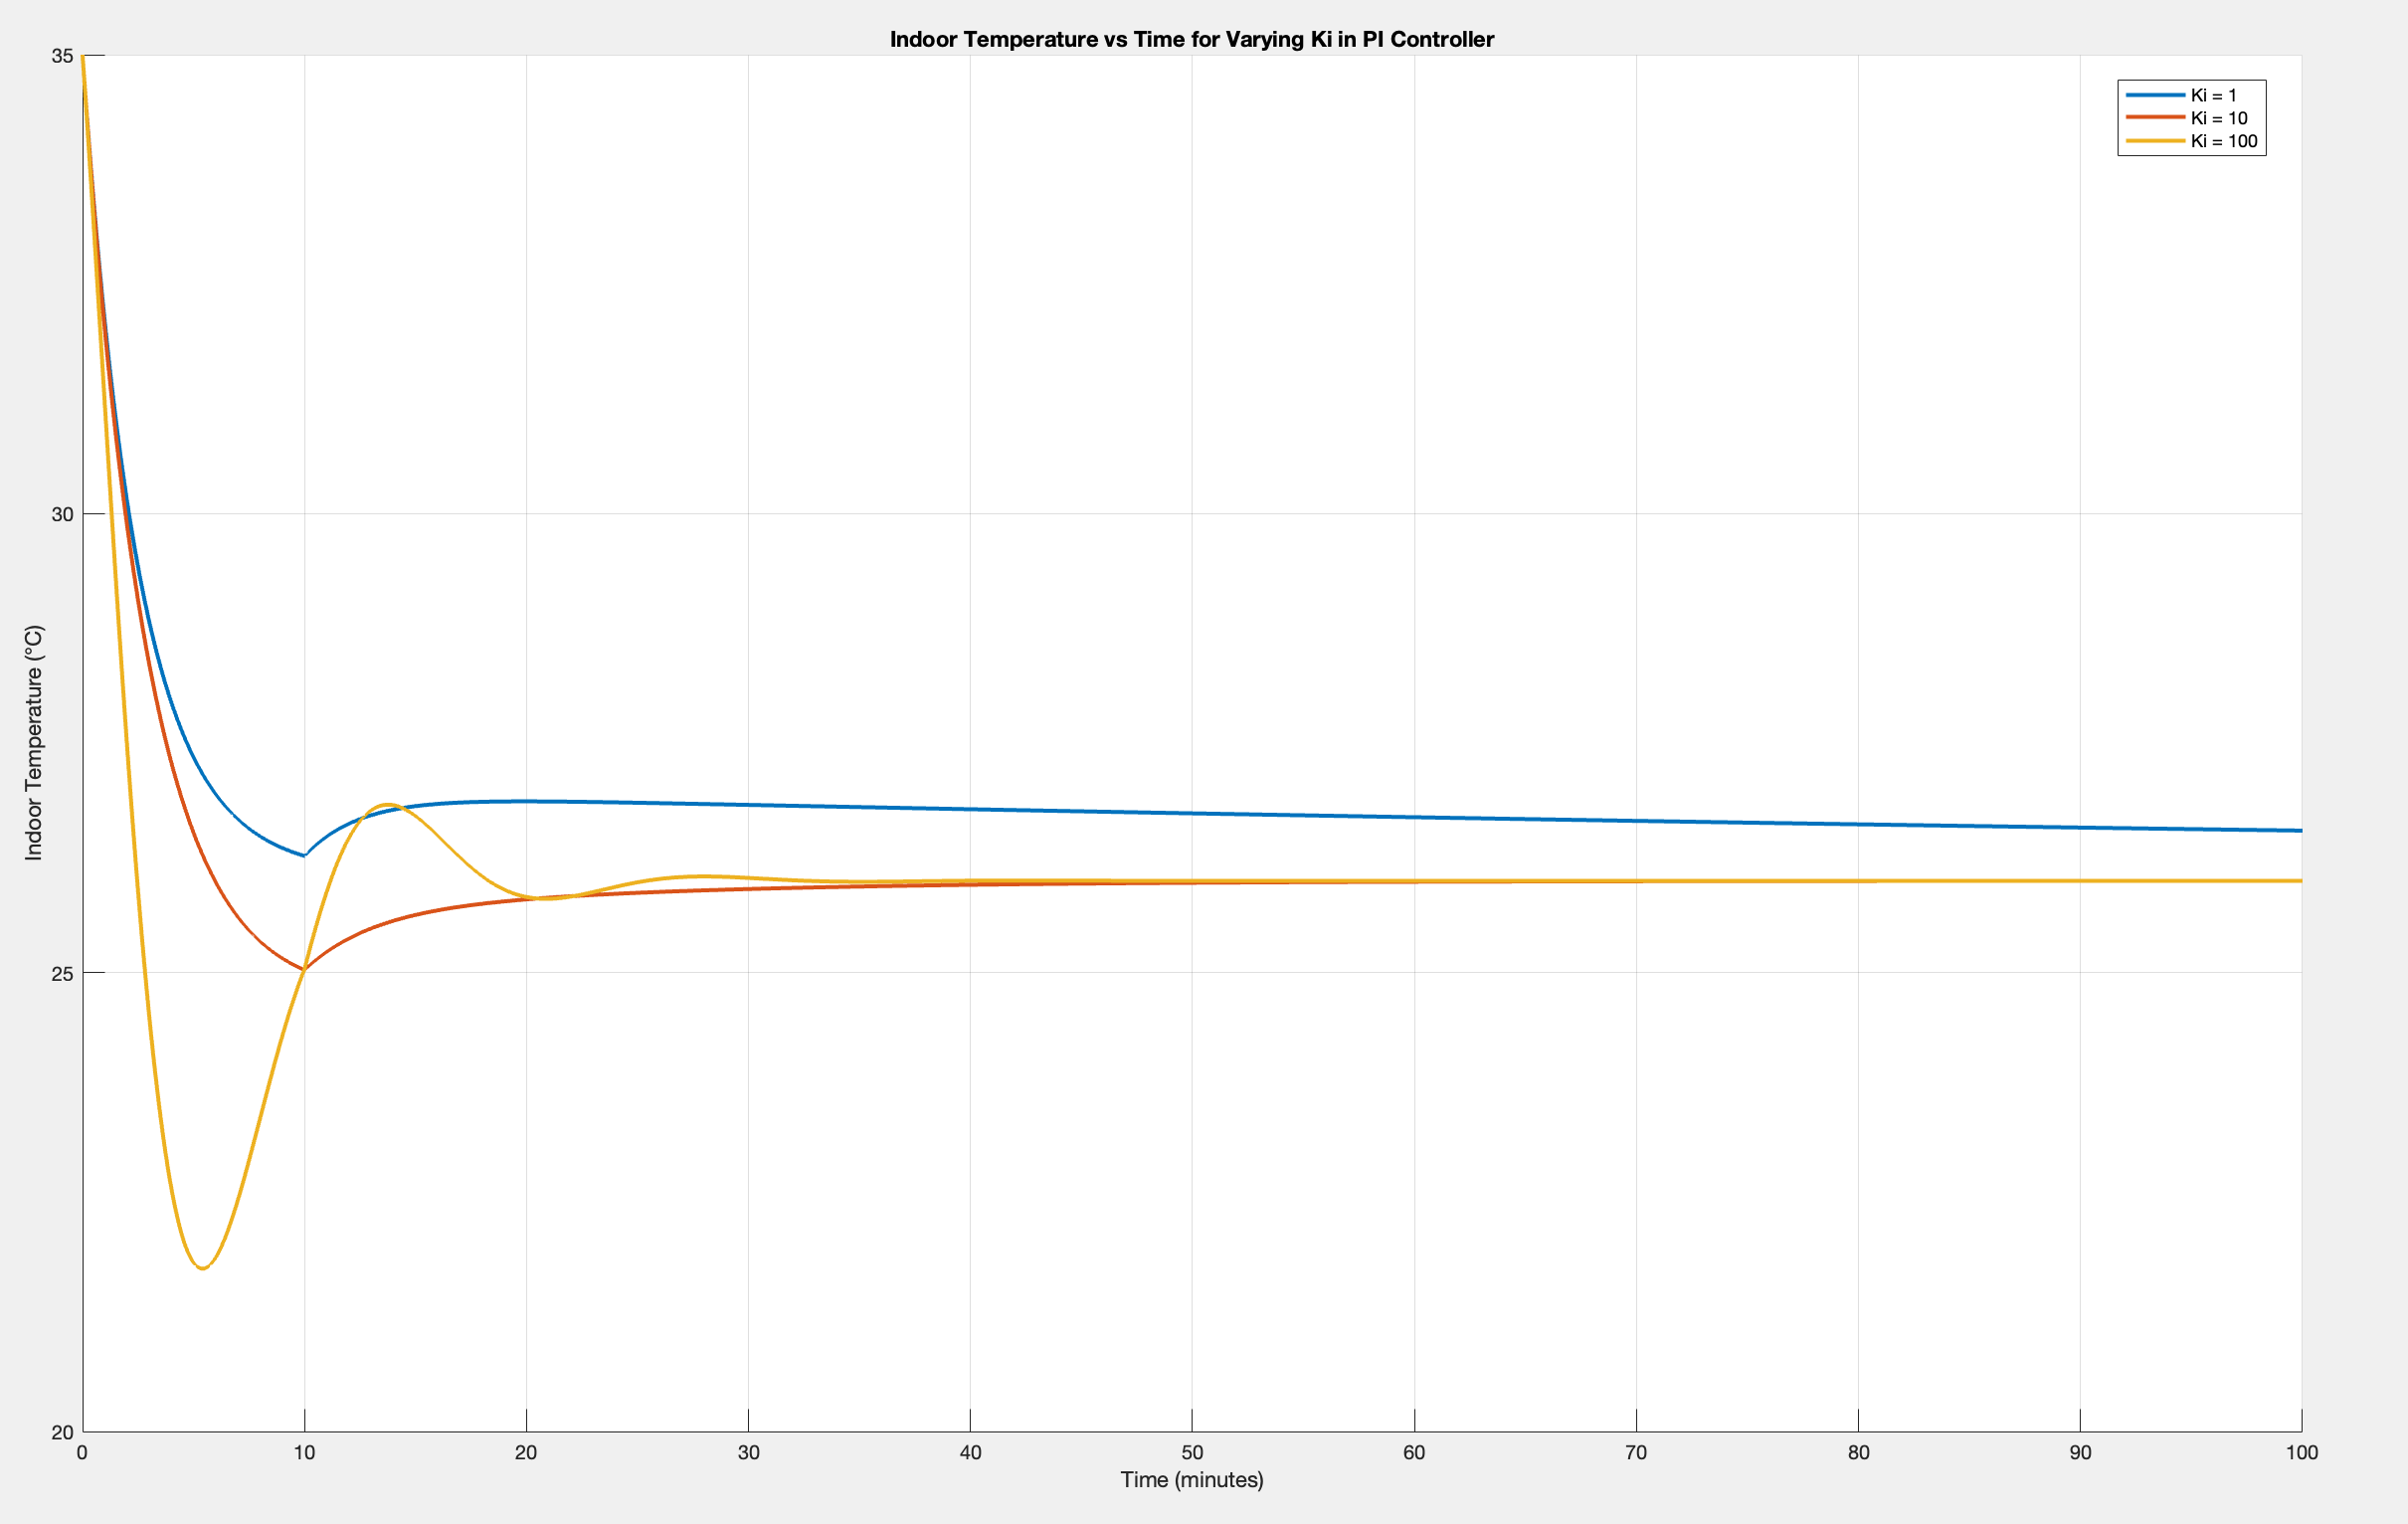 Indoor Temperature vs Time for Varying Ki in PI Controller
35
30
25
20
Indoor Temperature (°C)
Ki = 1
Ki = 10
Ki = 100
0 10 20 30 40 50 60 70 80 90 100
Time (minutes)